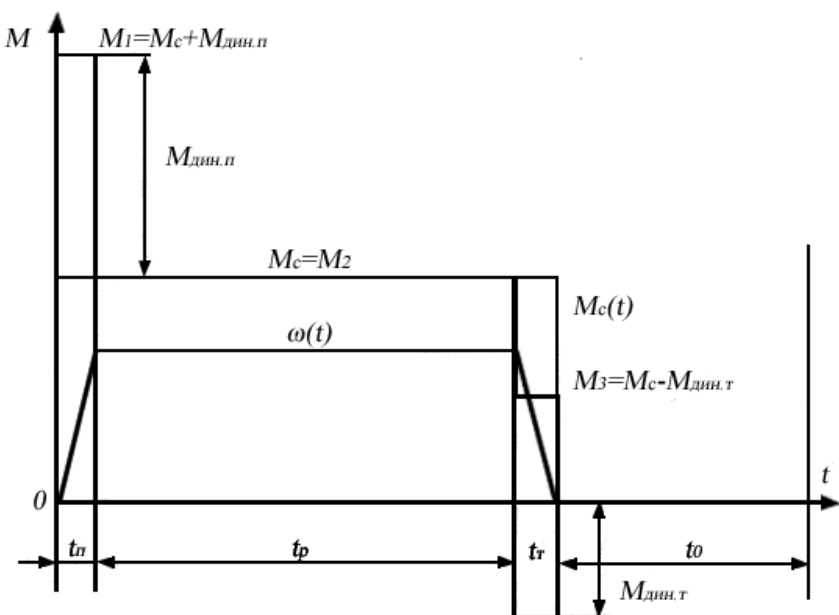 M
M1=Mc+Mдин.п
Mдин.п
Mc=M2
Mc(t)
ω(t)
M3=Mc-Mдин.т
t
0
tп
tр
tт
t0
Mдин.т